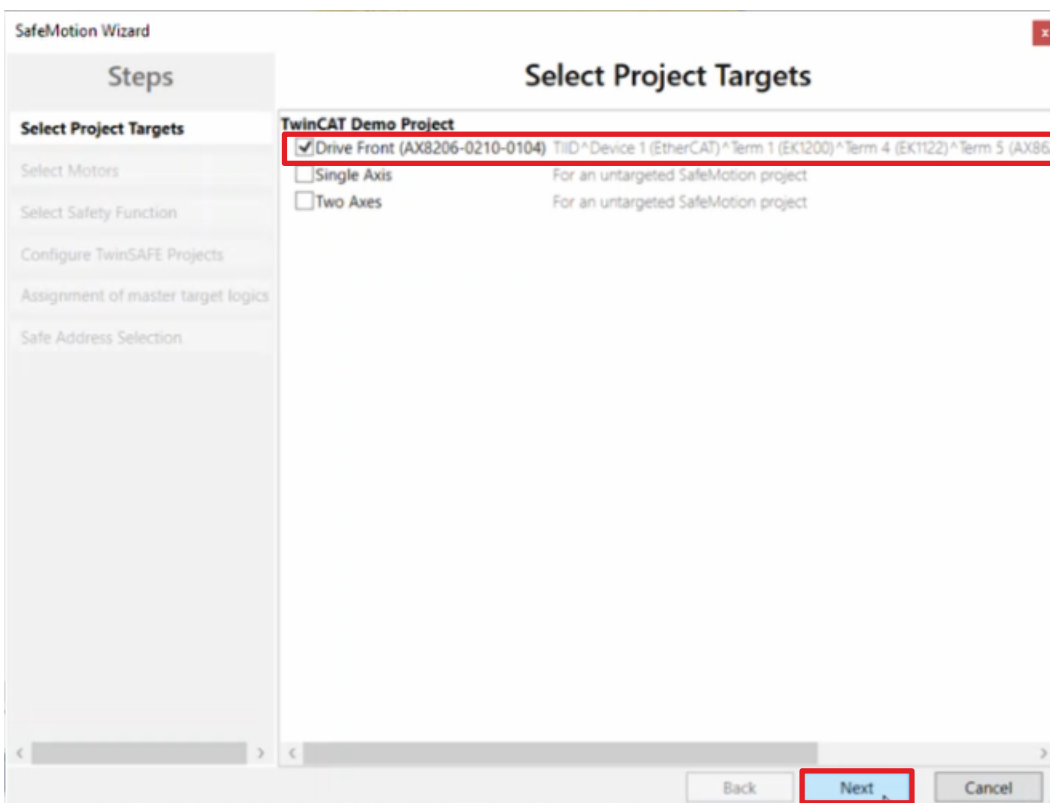 SafeMotion Wizard
x
Steps
Select Project Targets
Select Project Targets
Select Motors
Select Safety Function
Configure TwinSAFE Projects
Assignment of master target logics
Safe Address Selection
TwinCAT Demo Project
Drive Front (AX8206-0210-0104) TIID^Device 1 (EtherCAT)^Term 1 (EK1200)^Term 4 (EK1122)^Term 5 (AX86
Single Axis For an untargeted SafeMotion project
Two Axes For an untargeted SafeMotion project
Back Next Cancel